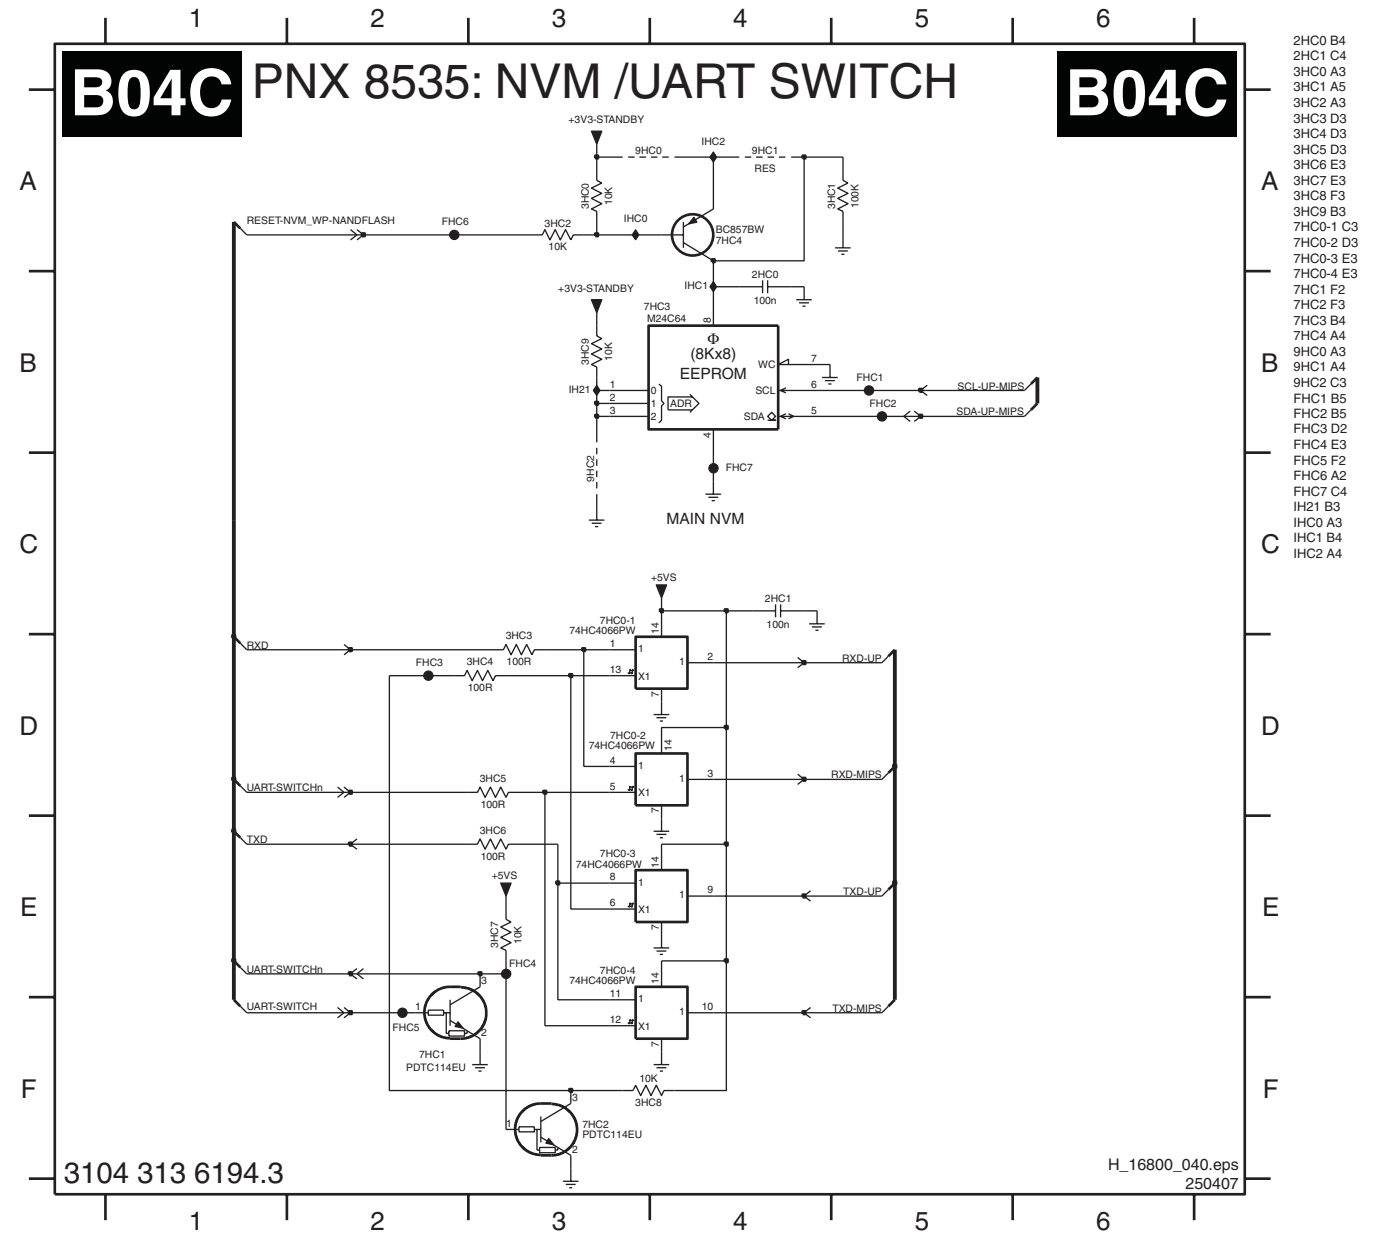 1 2 3 4 5 6
B04C PNX 8535: NVM /UART SWITCH B04C
2HC0 B4
2HC1 C4
3HC0 A3
3HC1 A5
3HC2 A3
3HC3 D3
3HC4 D3
3HC5 D3
3HC6 E3
3HC7 E3
3HC8 F3
3HC9 B3
7HC0-1 C3
7HC0-2 D3
7HC0-3 E3
7HC0-4 E3
7HC1 F2
7HC2 F3
7HC3 B4
7HC4 A4
9HC0 A3
9HC1 A4
9HC2 C3
FHC1 B5
FHC2 B5
FHC3 D2
FHC4 E3
FHC5 F2
FHC6 A2
FHC7 C4
IH21 B3
IHC0 A3
IHC1 B4
IHC2 A4
+3V3-STANDBY
9HC0 IHC2 9HC1
RES
A A
3HC0 10K
3HC1 100K
RESET-NVM_WP-NANDFLASH FHC6 3HC2 IHC0
10K
BC857BW
7HC4
+3V3-STANDBY IHC1 2HC0
100n
7HC3
M24C64
8
Φ
(8Kx8)
EEPROM
B B
3HC9 10K
WC 7
IH21 1 0 SCL 6 FHC1 SCL-UP-MIPS
2 1 ADR
3 2 SDA 5 FHC2 SDA-UP-MIPS
4
9HC2
FHC7
MAIN NVM
C C
+5VS
2HC1
100n
7HC0-1
74HC4066PW
14
RXD 3HC3 1 1
100R
1 2 RXD-UP
FHC3 3HC4 13 X1
100R
7
D D
7HC0-2
74HC4066PW
14
4 1
1 3 RXD-MIPS
UART-SWITCHn 3HC5 5 X1
100R
7
TXD 3HC6
100R
7HC0-3
74HC4066PW
14
+5VS
8 1
1 9 TXD-UP
6 X1
7
E E
3HC7 10K
FHC4
UART-SWITCHn 3
7HC0-4
74HC4066PW
14
11 1
UART-SWITCH 1 1 10 TXD-MIPS
FHC5 2
12 X1
7
7HC1
PDTC114EU
F F
10K
3HC8
3
1 7HC2
PDTC114EU
2
3104 313 6194.3
H_16800_040.eps
250407
1 2 3 4 5 6